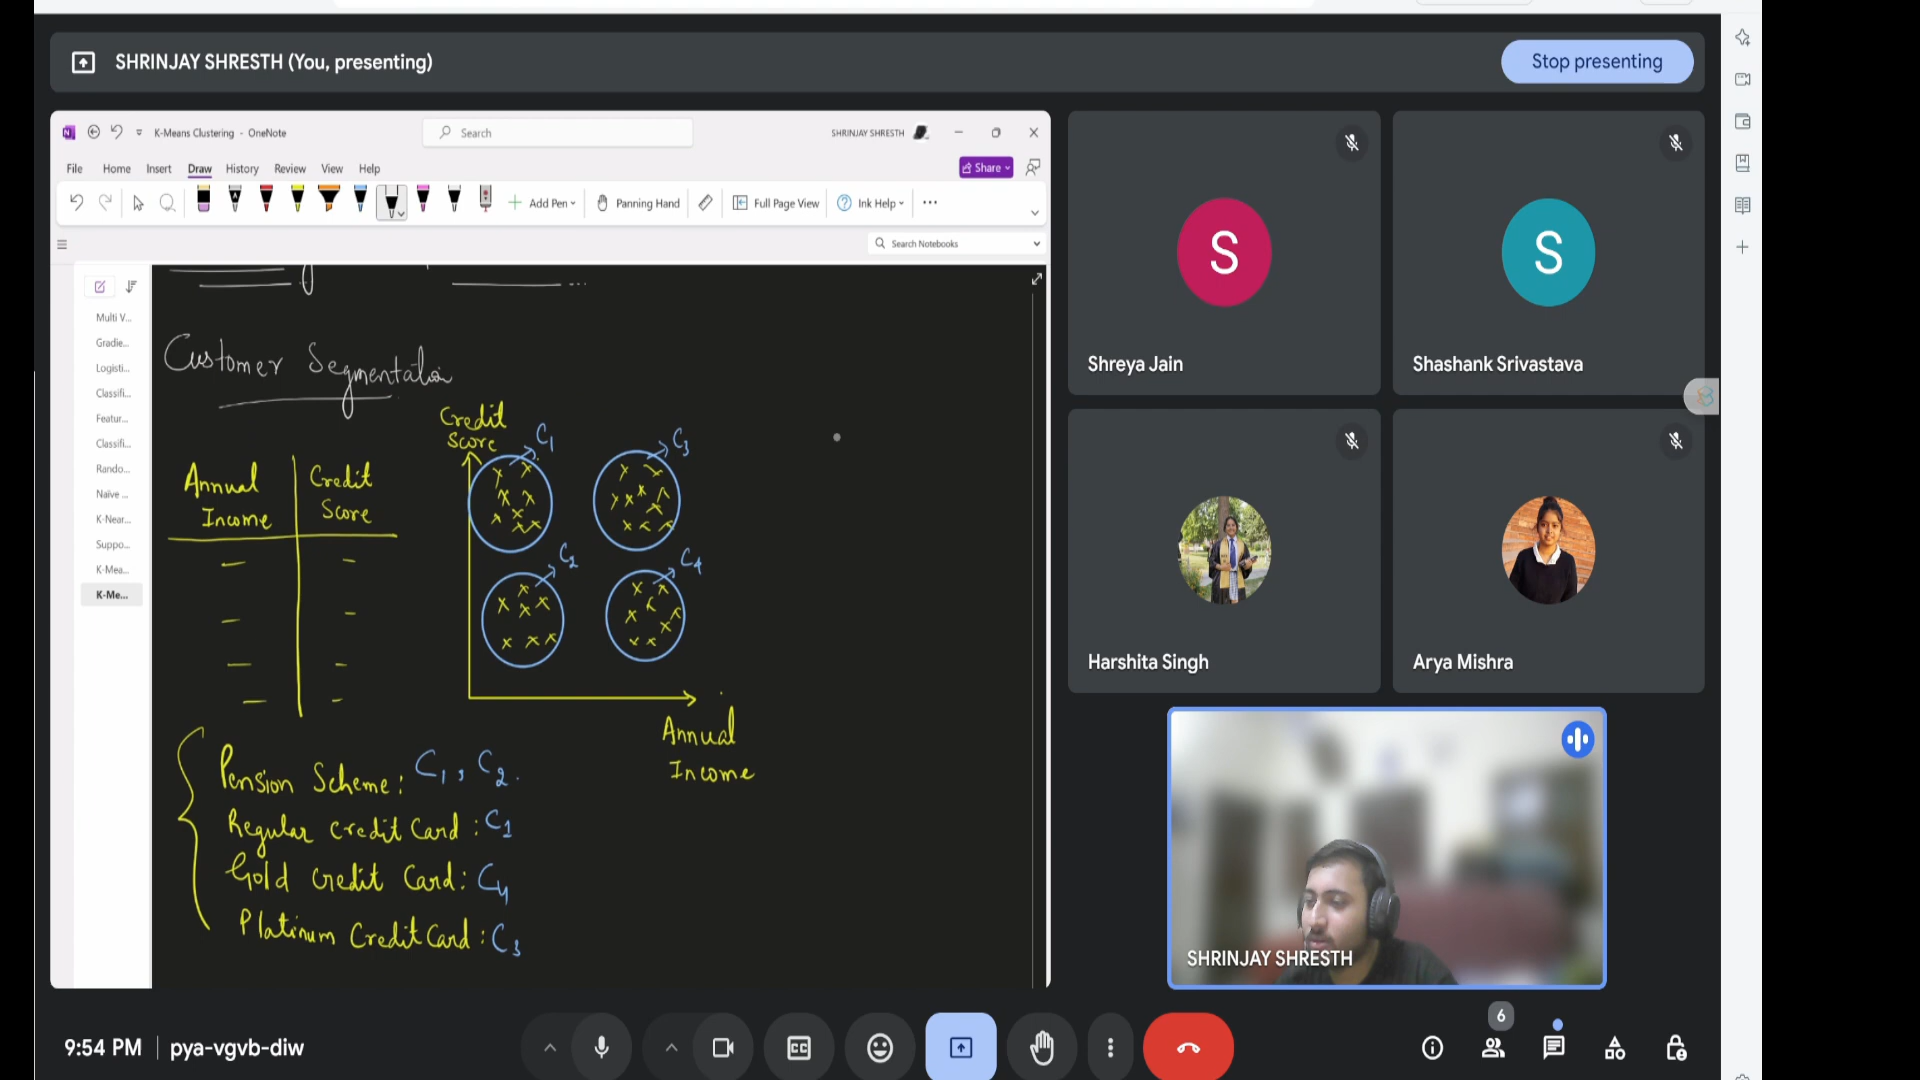 SHRINJAY SHRESTH (You, presenting)
Stop presenting
K-Means Clustering - OneNote
Search
SHRINJAY SHRESTH
File Home Insert Draw History Review View Help
Share
Add Pen
Panning Hand
Full Page View
Ink Help
Search Notebooks
Multi V...
Gradie...
Logisti...
Classifi...
Featur...
Classifi...
Rando...
Naive ...
K-Near...
Suppo...
K-Mea...
K-Me...
Customer Segmentation
Annual Income
Credit Score
Credit Score
C1
C3
C2
C4
Annual Income
Pension Scheme: C1, C2.
Regular Credit Card: C1
Gold Credit Card: C4
Platinum Credit Card: C3
S
Shreya Jain
S
Shashank Srivastava
Harshita Singh
Arya Mishra
SHRINJAY SHRESTH
9:54 PM | pya-vgvb-diw
CC
6